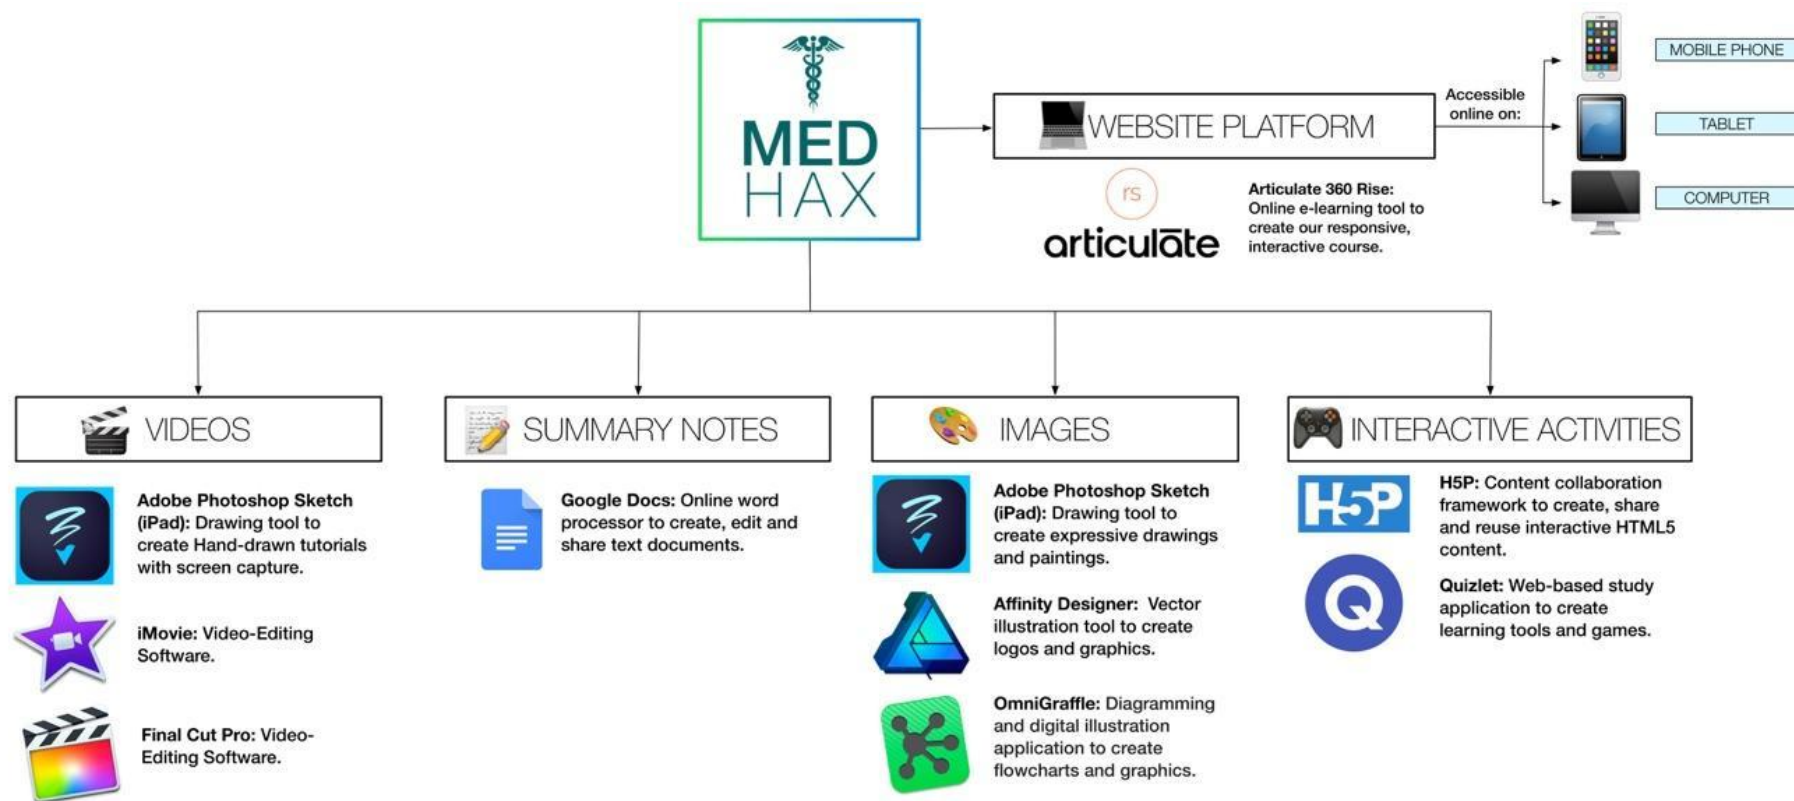 MED
HAX
WEBSITE PLATFORM
Accessible
online on:
MOBILE PHONE
TABLET
COMPUTER
rs
articulāte
Articulate 360 Rise:
Online e-learning tool to
create our responsive,
interactive course.
VIDEOS
Adobe Photoshop Sketch
(iPad): Drawing tool to
create Hand-drawn tutorials
with screen capture.
iMovie: Video-Editing
Software.
Final Cut Pro: Video-
Editing Software.
SUMMARY NOTES
Google Docs: Online word
processor to create, edit and
share text documents.
IMAGES
Adobe Photoshop Sketch
(iPad): Drawing tool to
create expressive drawings
and paintings.
Affinity Designer: Vector
illustration tool to create
logos and graphics.
OmniGraffle: Diagramming
and digital illustration
application to create
flowcharts and graphics.
INTERACTIVE ACTIVITIES
H5P
H5P: Content collaboration
framework to create, share
and reuse interactive HTML5
content.
Q
Quizlet: Web-based study
application to create
learning tools and games.